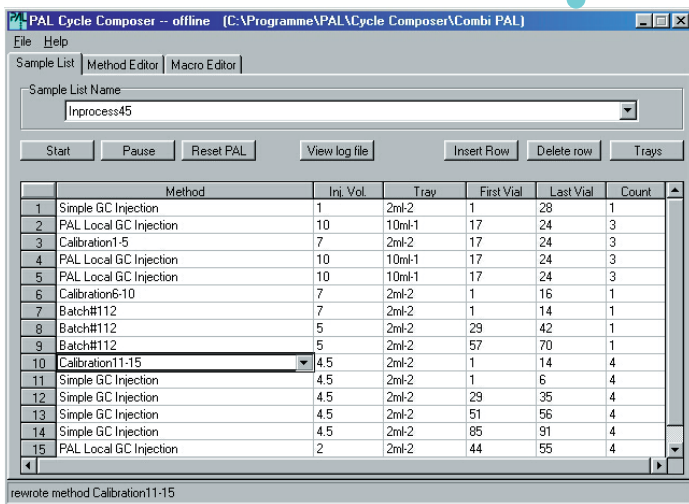 PAL Cycle Composer -- offline (C:\Programme\PAL\Cycle Composer\Combi PAL)
File Help
Sample List Method Editor Macro Editor
Sample List Name
Inprocess45
Start Pause Reset PAL View log file Insert Row Delete row Trays
Method Inj. Vol. Tray First Vial Last Vial Count
1 Simple GC Injection 1 2ml-2 1 28 1
2 PAL Local GC Injection 10 10ml-1 17 24 3
3 Calibration1-5 7 2ml-2 17 24 3
4 PAL Local GC Injection 10 2ml-2 17 24 3
5 PAL Local GC Injection 10 10ml-1 17 24 3
6 Calibration6-10 7 2ml-2 1 16 1
7 Batch#112 7 2ml-2 1 14 1
8 Batch#112 5 2ml-2 29 42 1
9 Batch#112 5 2ml-2 57 70 1
10 Calibration11-15 4.5 2ml-2 1 14 4
11 Simple GC Injection 4.5 2ml-2 1 6 4
12 Simple GC Injection 4.5 2ml-2 29 35 4
13 Simple GC Injection 4.5 2ml-2 51 56 4
14 Simple GC Injection 4.5 2ml-2 85 91 4
15 PAL Local GC Injection 2 2ml-2 44 55 4
rewrote method Calibration11-15